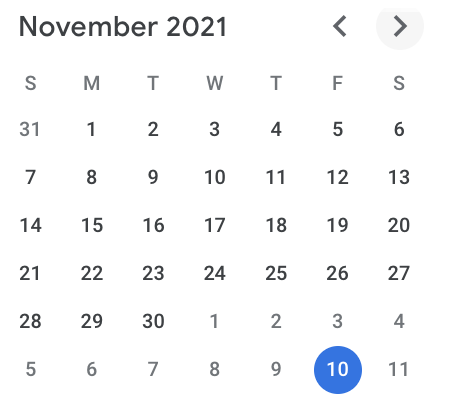 November 2021
S M T W T F S
31 1 2 3 4 5 6
7 8 9 10 11 12 13
14 15 16 17 18 19 20
21 22 23 24 25 26 27
28 29 30 1 2 3 4
5 6 7 8 9 10 11